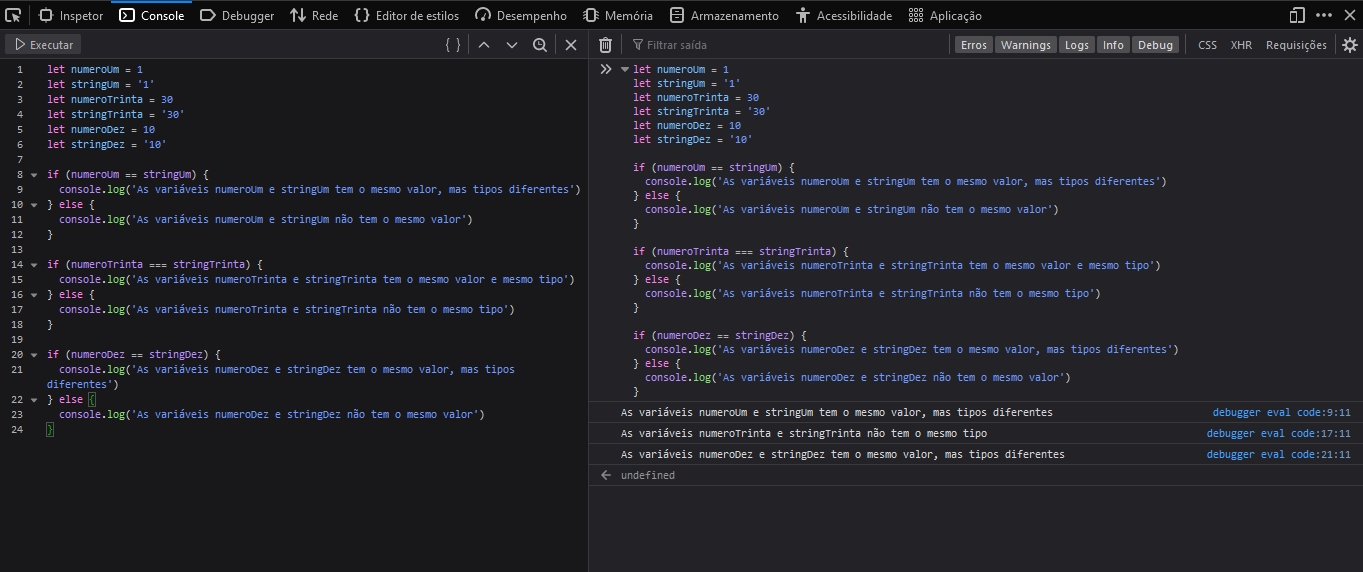 Inspetor Console Debugger Rede Editor de estilos Desempenho Memória Armazenamento Acessibilidade Aplicação
Executar { }
Filtrar saída Erros Warnings Logs Info Debug CSS XHR Requisições
1 let numeroUm = 1
2 let stringUm = '1'
3 let numeroTrinta = 30
4 let stringTrinta = '30'
5 let numeroDez = 10
6 let stringDez = '10'
7
8 if (numeroUm == stringUm) {
9 console.log('As variáveis numeroUm e stringUm tem o mesmo valor, mas tipos diferentes')
10 } else {
11 console.log('As variáveis numeroUm e stringUm não tem o mesmo valor')
12 }
13
14 if (numeroTrinta === stringTrinta) {
15 console.log('As variáveis numeroTrinta e stringTrinta tem o mesmo valor e mesmo tipo')
16 } else {
17 console.log('As variáveis numeroTrinta e stringTrinta não tem o mesmo tipo')
18 }
19
20 if (numeroDez == stringDez) {
21 console.log('As variáveis numeroDez e stringDez tem o mesmo valor, mas tipos
diferentes')
22 } else {
23 console.log('As variáveis numeroDez e stringDez não tem o mesmo valor')
24 }
let numeroUm = 1
let stringUm = '1'
let numeroTrinta = 30
let stringTrinta = '30'
let numeroDez = 10
let stringDez = '10'
if (numeroUm == stringUm) {
console.log('As variáveis numeroUm e stringUm tem o mesmo valor, mas tipos diferentes')
} else {
console.log('As variáveis numeroUm e stringUm não tem o mesmo valor')
}
if (numeroTrinta === stringTrinta) {
console.log('As variáveis numeroTrinta e stringTrinta tem o mesmo valor e mesmo tipo')
} else {
console.log('As variáveis numeroTrinta e stringTrinta não tem o mesmo tipo')
}
if (numeroDez == stringDez) {
console.log('As variáveis numeroDez e stringDez tem o mesmo valor, mas tipos diferentes')
} else {
console.log('As variáveis numeroDez e stringDez não tem o mesmo valor')
}
As variáveis numeroUm e stringUm tem o mesmo valor, mas tipos diferentes debugger eval code:9:11
As variáveis numeroTrinta e stringTrinta não tem o mesmo tipo debugger eval code:17:11
As variáveis numeroDez e stringDez tem o mesmo valor, mas tipos diferentes debugger eval code:21:11
undefined